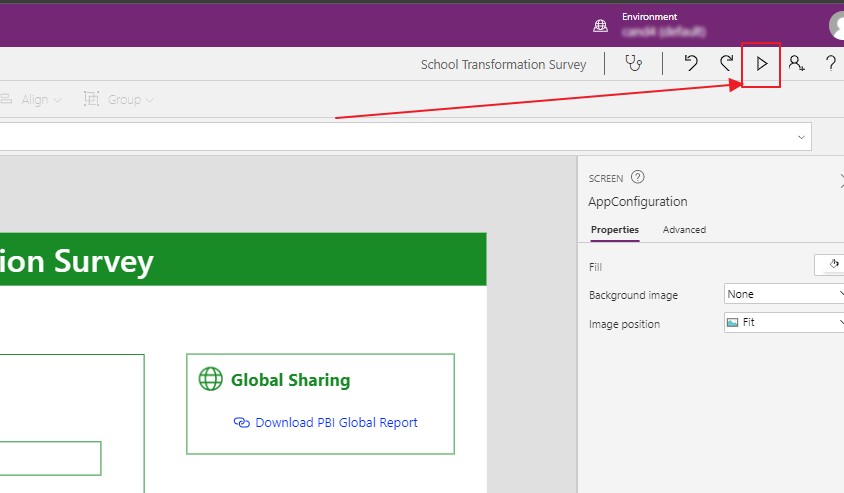 Environment
School Transformation Survey
?
Align
Group
SCREEN ?
AppConfiguration
Properties Advanced
Fill
Background image None
Image position Fit
ion Survey
Global Sharing
Download PBI Global Report